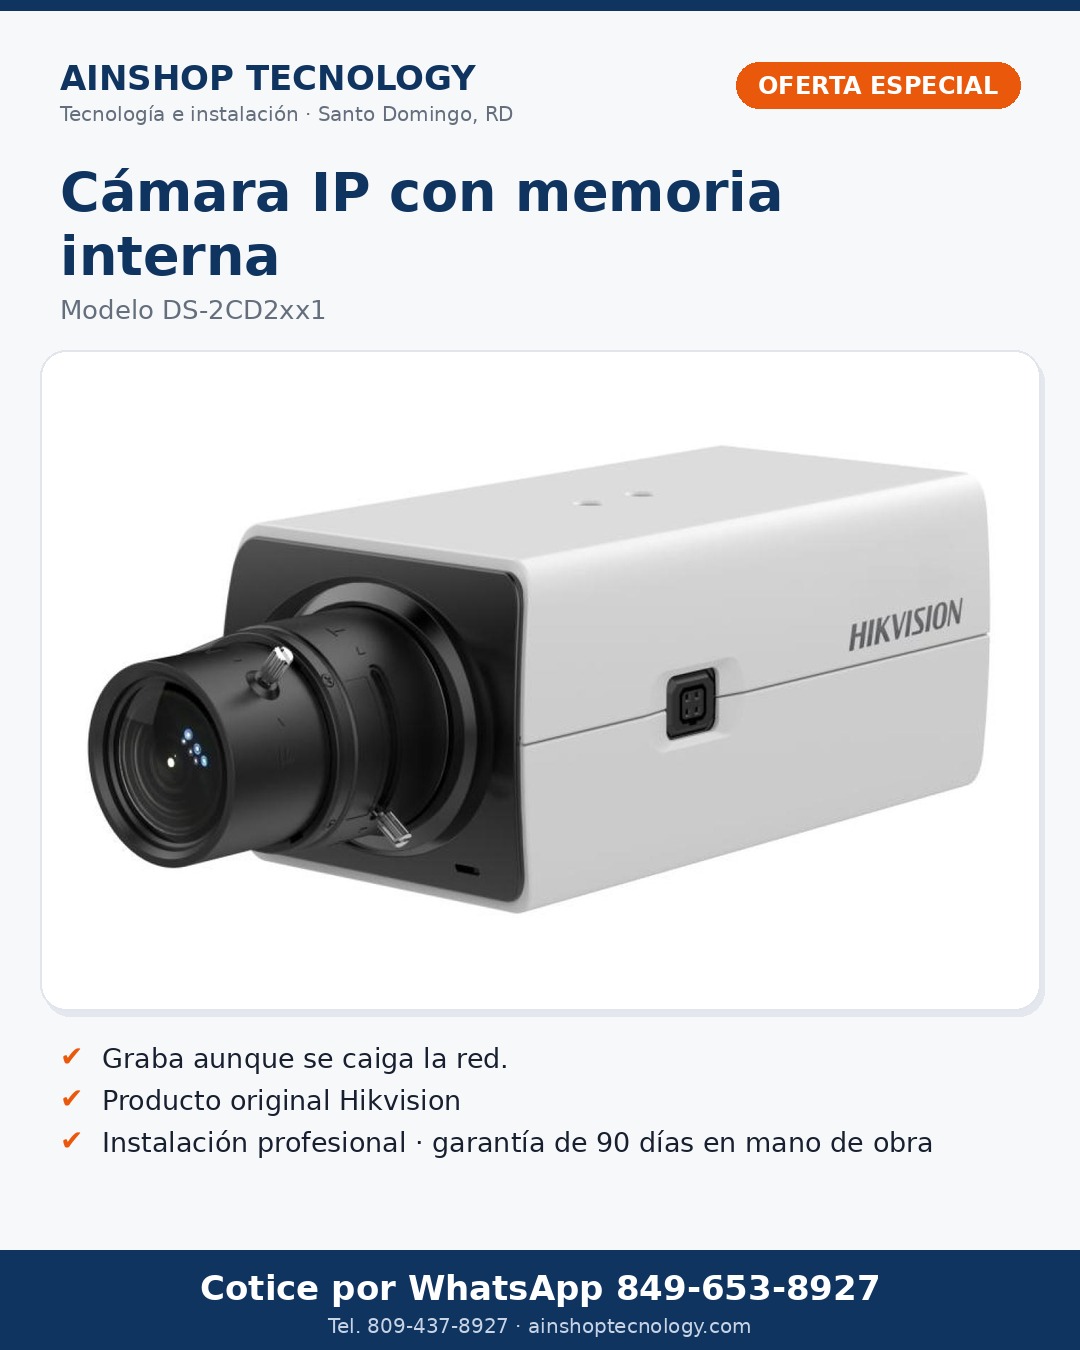 AINSHOP TECNOLOGY
OFERTA ESPECIAL
Tecnología e instalación · Santo Domingo, RD
Cámara IP con memoria
interna
Modelo DS-2CD2xx1
HIKVISION
✔ Graba aunque se caiga la red.
✔ Producto original Hikvision
✔ Instalación profesional · garantía de 90 días en mano de obra
Cotice por WhatsApp 849-653-8927
Tel. 809-437-8927 · ainshoptecnology.com